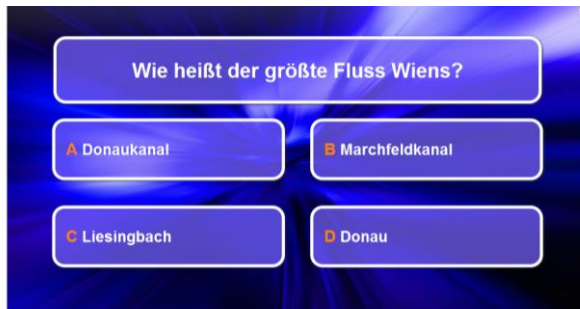 Wie heißt der größte Fluss Wiens?
A Donaukanal
B Marchfeldkanal
C Liesingbach
D Donau